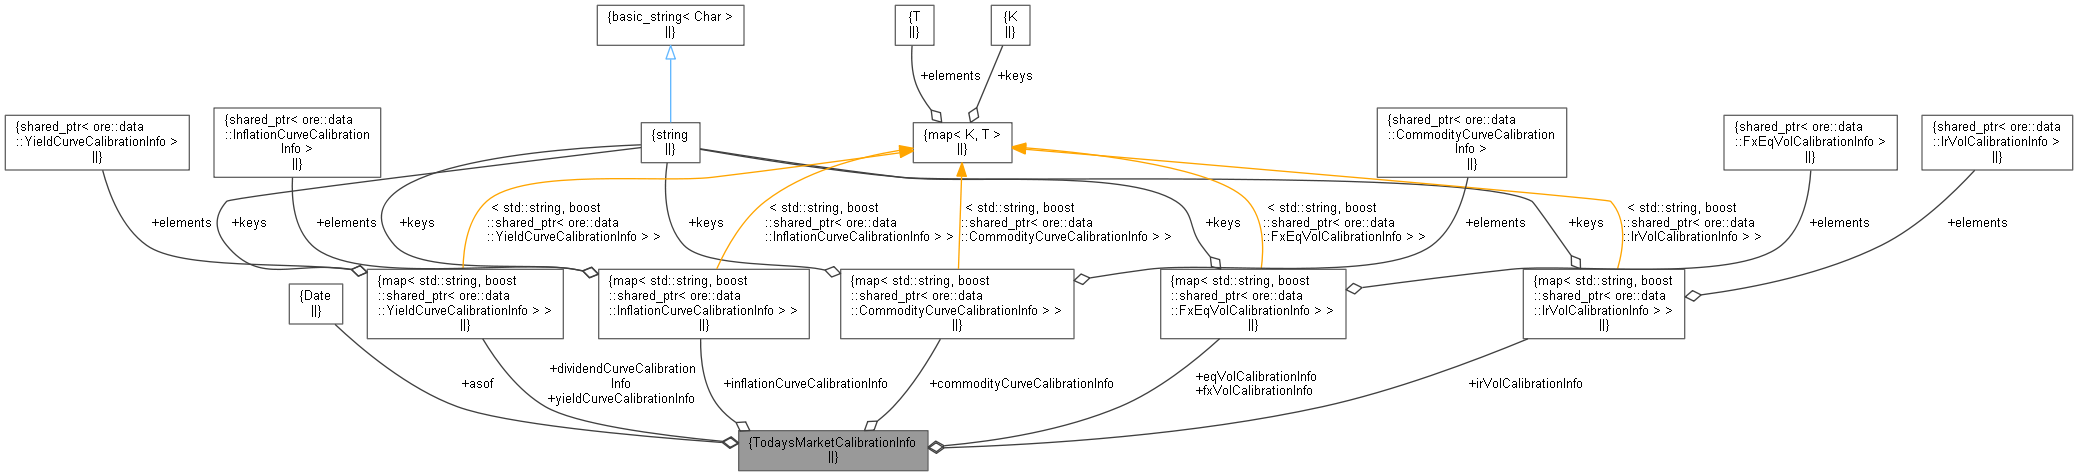 {basic_string< Char >
||}
{T
||}
{K
||}
+elements
+keys
{shared_ptr< ore::data
::YieldCurveCalibrationInfo >
||}
{shared_ptr< ore::data
::InflationCurveCalibration
Info >
||}
{string
||}
{map< K, T >
||}
{shared_ptr< ore::data
::CommodityCurveCalibration
Info >
||}
{shared_ptr< ore::data
::FxEqVolCalibrationInfo >
||}
{shared_ptr< ore::data
::IrVolCalibrationInfo >
||}
+elements
+keys
+elements
+keys
< std::string, boost
::shared_ptr< ore::data
::YieldCurveCalibrationInfo > >
+keys
< std::string, boost
::shared_ptr< ore::data
::InflationCurveCalibrationInfo > >
< std::string, boost
::shared_ptr< ore::data
::CommodityCurveCalibrationInfo > >
+keys
< std::string, boost
::shared_ptr< ore::data
::FxEqVolCalibrationInfo > >
+elements
+keys
< std::string, boost
::shared_ptr< ore::data
::IrVolCalibrationInfo > >
+elements
+elements
{Date
||}
{map< std::string, boost
::shared_ptr< ore::data
::YieldCurveCalibrationInfo > >
||}
{map< std::string, boost
::shared_ptr< ore::data
::InflationCurveCalibrationInfo > >
||}
{map< std::string, boost
::shared_ptr< ore::data
::CommodityCurveCalibrationInfo > >
||}
{map< std::string, boost
::shared_ptr< ore::data
::FxEqVolCalibrationInfo > >
||}
{map< std::string, boost
::shared_ptr< ore::data
::IrVolCalibrationInfo > >
||}
+asof
+dividendCurveCalibration
Info
+yieldCurveCalibrationInfo
+inflationCurveCalibrationInfo
+commodityCurveCalibrationInfo
+eqVolCalibrationInfo
+fxVolCalibrationInfo
+irVolCalibrationInfo
{TodaysMarketCalibrationInfo
||}